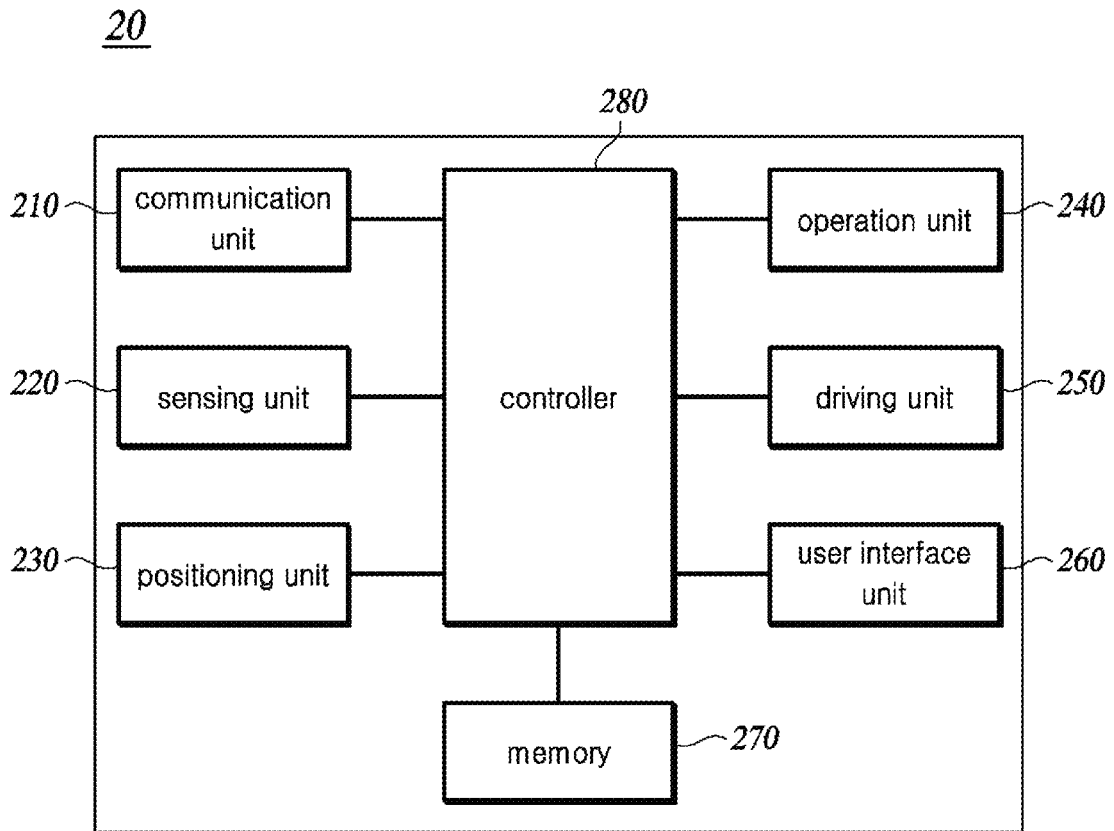 20
280
210
communication
unit
operation unit
240
220
sensing unit
controller
driving unit
250
230
positioning unit
user interface
unit
260
memory
270